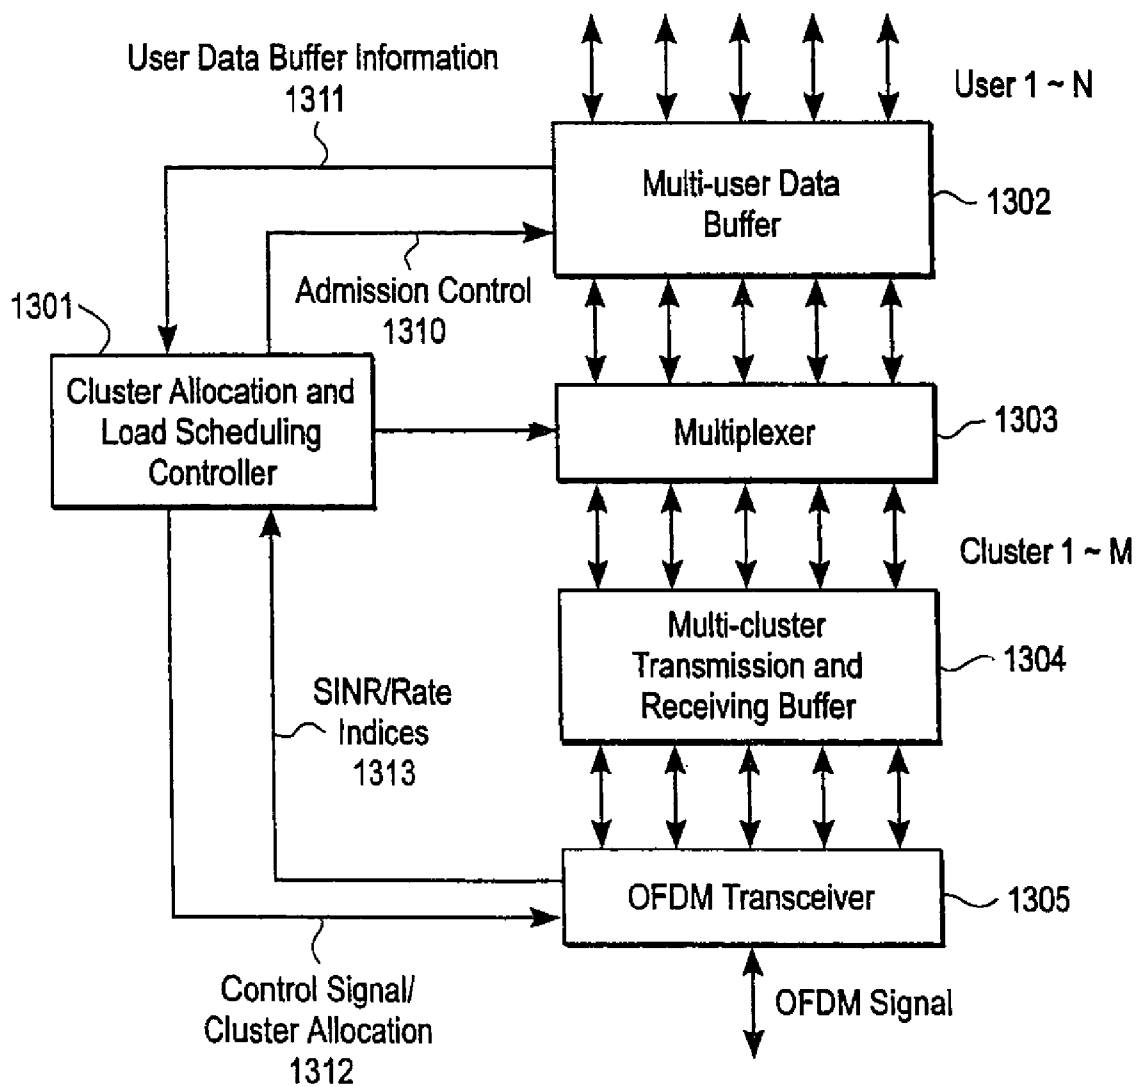 User Data Buffer Information
1311
User 1 ~ N
Multi-user Data
Buffer
1302
Admission Control
1310
1301
Cluster Allocation and
Load Scheduling
Controller
Multiplexer
1303
Cluster 1 ~ M
Multi-cluster
Transmission and
Receiving Buffer
1304
SINR/Rate
Indices
1313
OFDM Transceiver
1305
Control Signal/
Cluster Allocation
1312
OFDM Signal